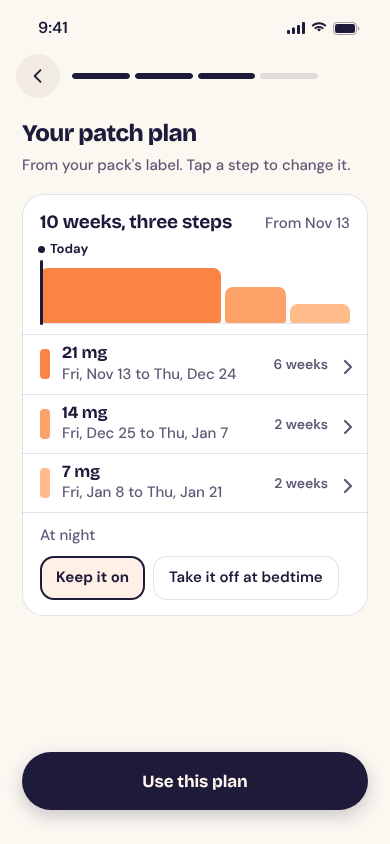 9:41
Your patch plan
From your pack's label. Tap a step to change it.
10 weeks, three steps
From Nov 13
Today
21 mg
Fri, Nov 13 to Thu, Dec 24
6 weeks
14 mg
Fri, Dec 25 to Thu, Jan 7
2 weeks
7 mg
Fri, Jan 8 to Thu, Jan 21
2 weeks
At night
Keep it on
Take it off at bedtime
Use this plan